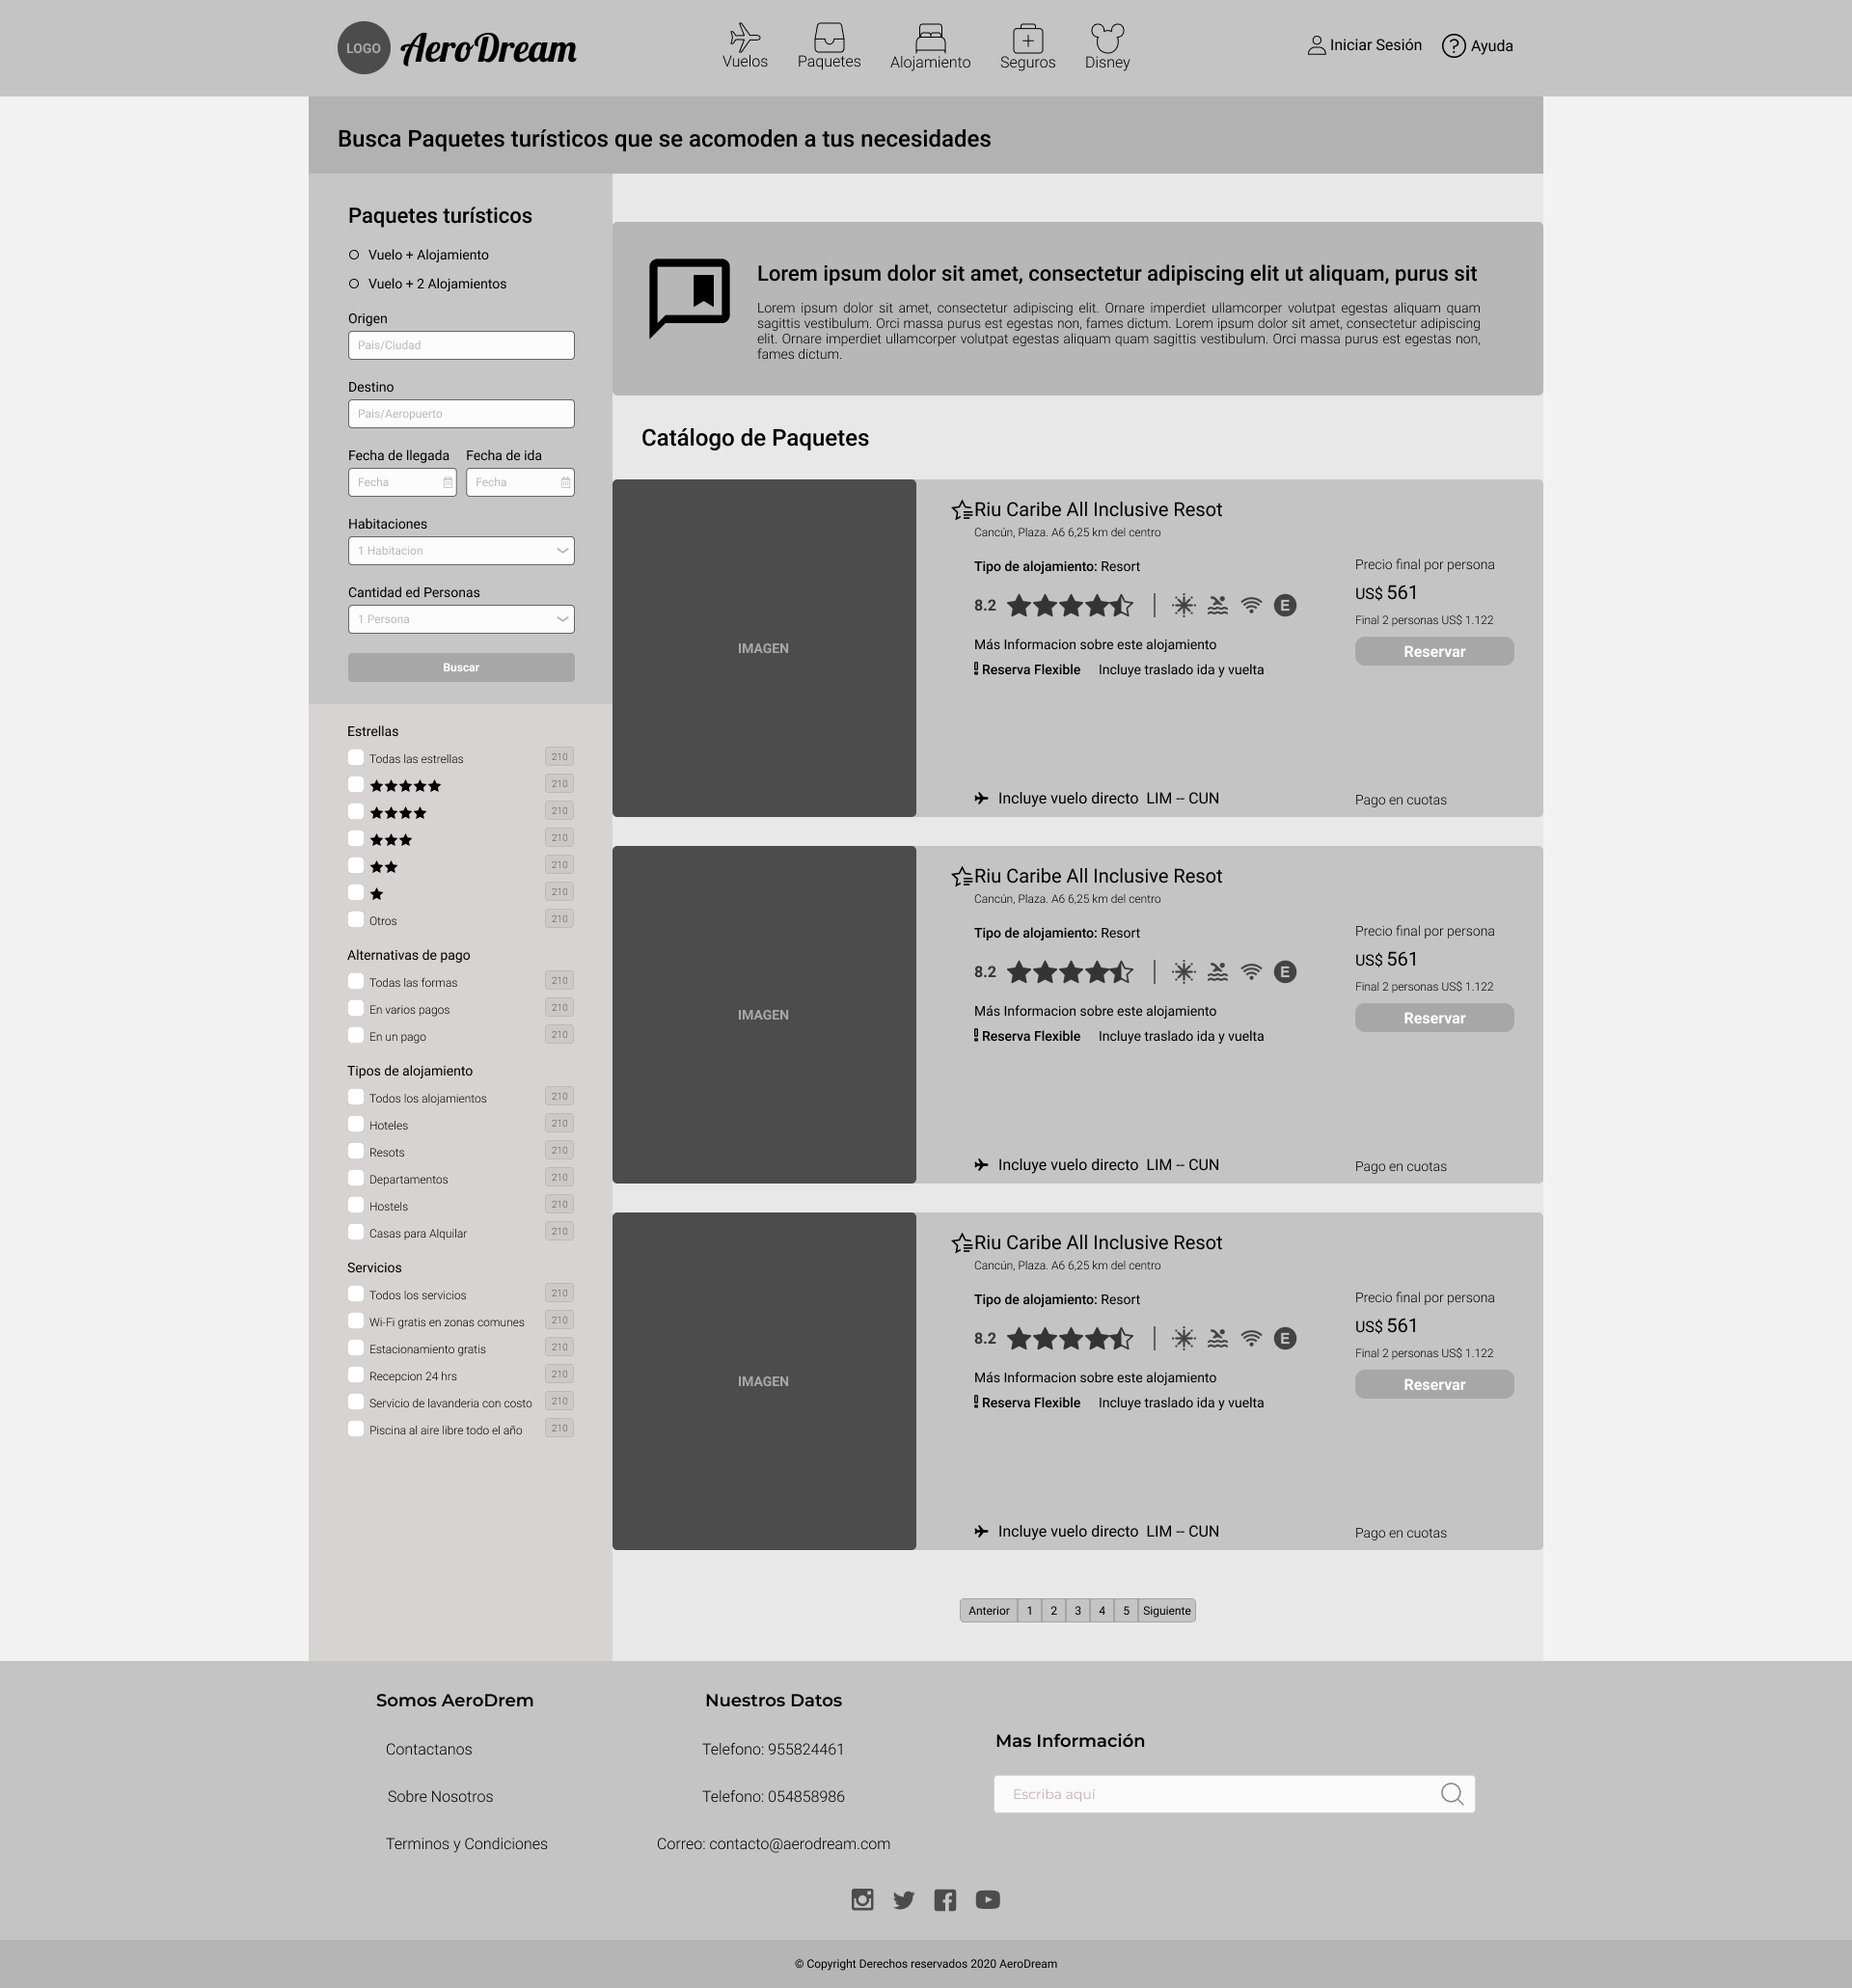 LOGO AeroDream
Vuelos Paquetes Alojamiento Seguros Disney
Iniciar Sesión Ayuda
Busca Paquetes turísticos que se acomoden a tus necesidades
Paquetes turísticos
Vuelo + Alojamiento
Vuelo + 2 Alojamientos
Origen
Pais/Ciudad
Destino
Pais/Aeropuerto
Fecha de llegada Fecha de ida
Fecha Fecha
Habitaciones
1 Habitacion
Cantidad ed Personas
1 Persona
Buscar
Estrellas
Todas las estrellas 210
210
210
210
210
210
Otros 210
Alternativas de pago
Todas las formas 210
En varios pagos 210
En un pago 210
Tipos de alojamiento
Todos los alojamientos 210
Hoteles 210
Resots 210
Departamentos 210
Hostels 210
Casas para Alquilar 210
Servicios
Todos los servicios 210
Wi-Fi gratis en zonas comunes 210
Estacionamiento gratis 210
Recepcion 24 hrs 210
Servicio de lavanderia con costo 210
Piscina al aire libre todo el año 210
Lorem ipsum dolor sit amet, consectetur adipiscing elit ut aliquam, purus sit
Lorem ipsum dolor sit amet, consectetur adipiscing elit. Ornare imperdiet ullamcorper volutpat egestas aliquam quam
sagittis vestibulum. Orci massa purus est egestas non, fames dictum. Lorem ipsum dolor sit amet, consectetur adipiscing
elit. Ornare imperdiet ullamcorper volutpat egestas aliquam quam sagittis vestibulum. Orci massa purus est egestas non,
fames dictum.
Catálogo de Paquetes
IMAGEN
Riu Caribe All Inclusive Resot
Cancún, Plaza. A6 6,25 km del centro
Tipo de alojamiento: Resort
8.2 E
Más Informacion sobre este alojamiento
Reserva Flexible Incluye traslado ida y vuelta
Incluye vuelo directo LIM -- CUN
Precio final por persona
US$ 561
Final 2 personas US$ 1.122
Reservar
Pago en cuotas
IMAGEN
Riu Caribe All Inclusive Resot
Cancún, Plaza. A6 6,25 km del centro
Tipo de alojamiento: Resort
8.2 E
Más Informacion sobre este alojamiento
Reserva Flexible Incluye traslado ida y vuelta
Incluye vuelo directo LIM -- CUN
Precio final por persona
US$ 561
Final 2 personas US$ 1.122
Reservar
Pago en cuotas
IMAGEN
Riu Caribe All Inclusive Resot
Cancún, Plaza. A6 6,25 km del centro
Tipo de alojamiento: Resort
8.2 E
Más Informacion sobre este alojamiento
Reserva Flexible Incluye traslado ida y vuelta
Incluye vuelo directo LIM -- CUN
Precio final por persona
US$ 561
Final 2 personas US$ 1.122
Reservar
Pago en cuotas
Anterior 1 2 3 4 5 Siguiente
Somos AeroDrem
Contactanos
Sobre Nosotros
Terminos y Condiciones
Nuestros Datos
Telefono: 955824461
Telefono: 054858986
Correo: contacto@aerodream.com
Mas Información
Escriba aquí
© Copyright Derechos reservados 2020 AeroDream